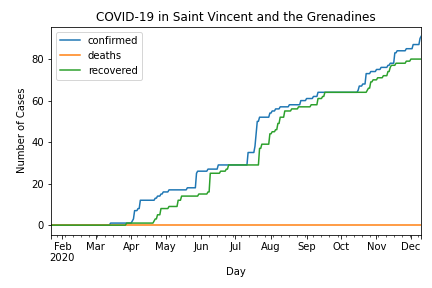 COVID-19 in Saint Vincent and the Grenadines
confirmed
deaths
recovered
Number of Cases
80
60
40
20
0
Feb Mar Apr May Jun Jul Aug Sep Oct Nov Dec
2020
Day